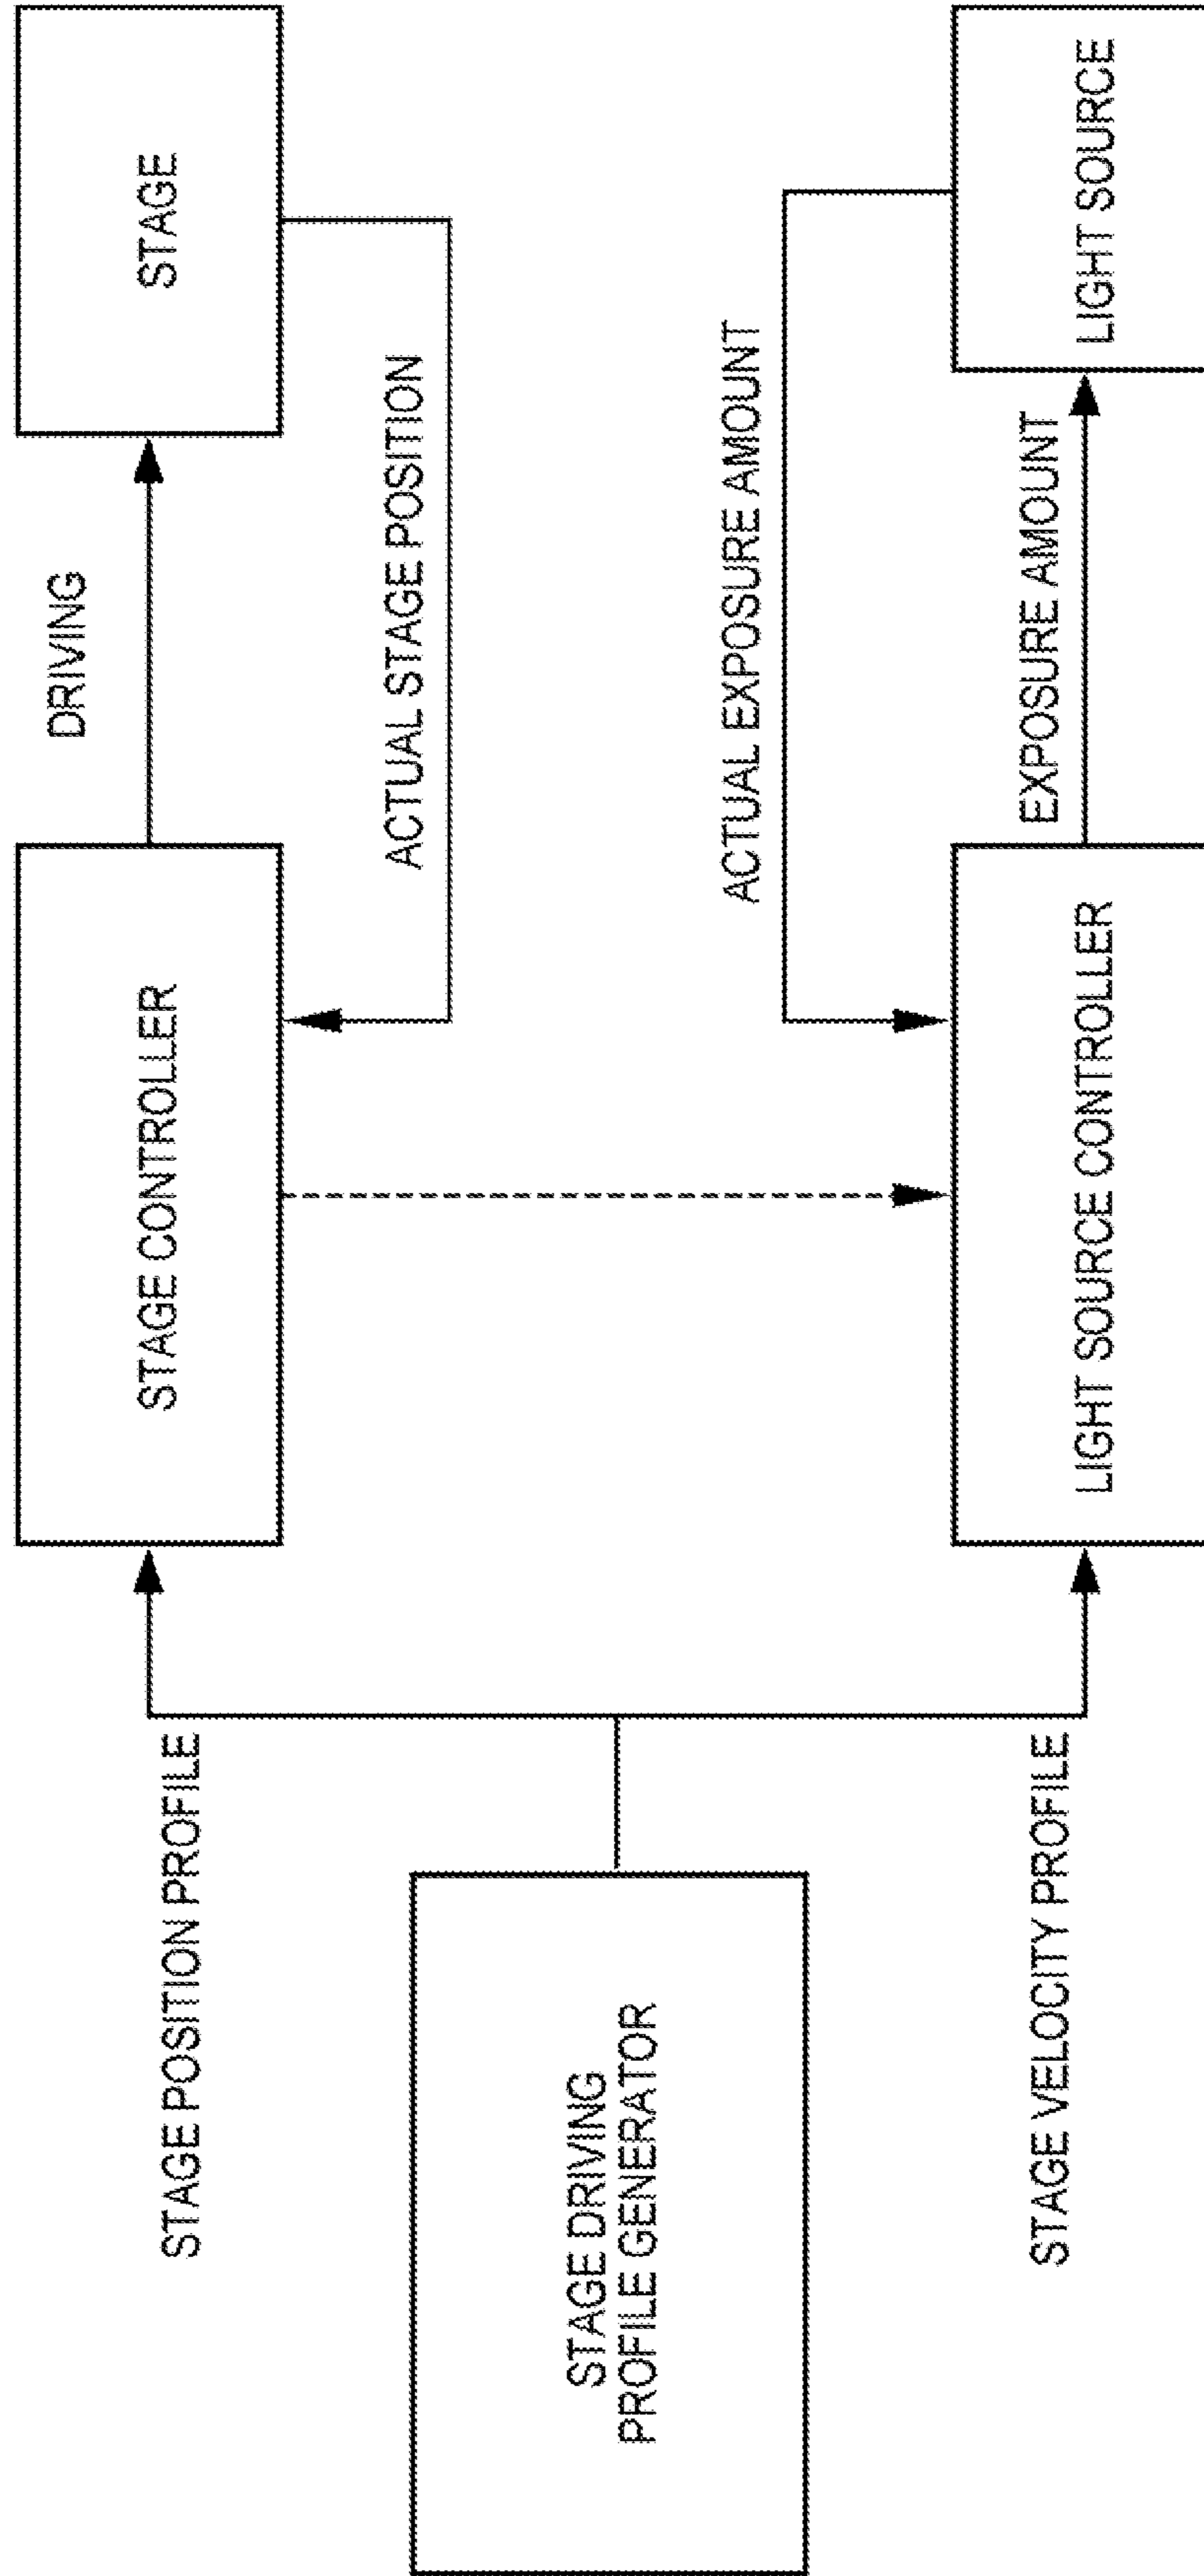 STAGE DRIVING
PROFILE GENERATOR
STAGE POSITION PROFILE
STAGE VELOCITY PROFILE
STAGE CONTROLLER
LIGHT SOURCE CONTROLLER
DRIVING
ACTUAL STAGE POSITION
ACTUAL EXPOSURE AMOUNT
EXPOSURE AMOUNT
STAGE
LIGHT SOURCE